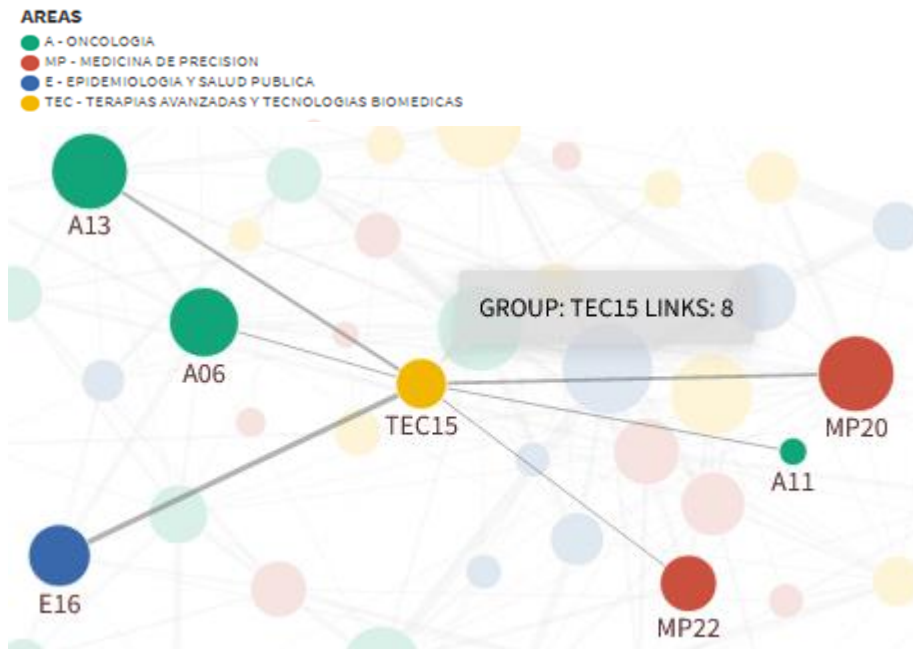 AREAS
A - ONCOLOGIA
MP - MEDICINA DE PRECISION
E - EPIDEMIOLOGIA Y SALUD PUBLICA
TEC - TERAPIAS AVANZADAS Y TECNOLOGIAS BIOMEDICAS
A13
GROUP: TEC15 LINKS: 8
A06
TEC15
MP20
A11
E16
MP22